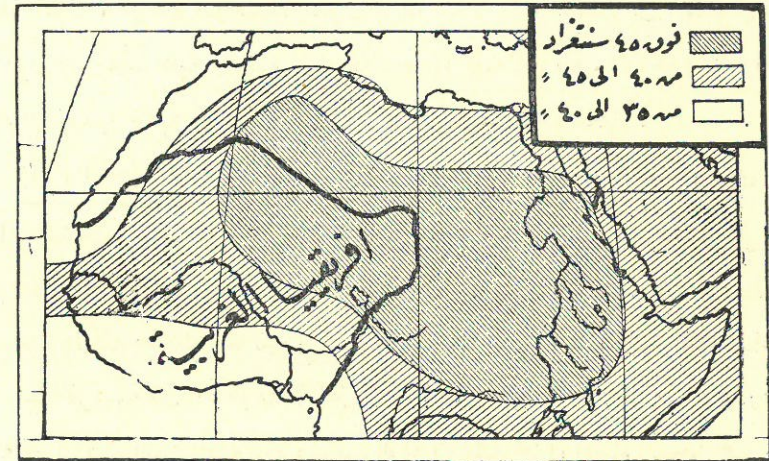 فوق ٤٥ سنتغراد
من ٤٠ الى ٤٥ »
من ٣٥ الى ٤٠ »
افريقيا الغربية